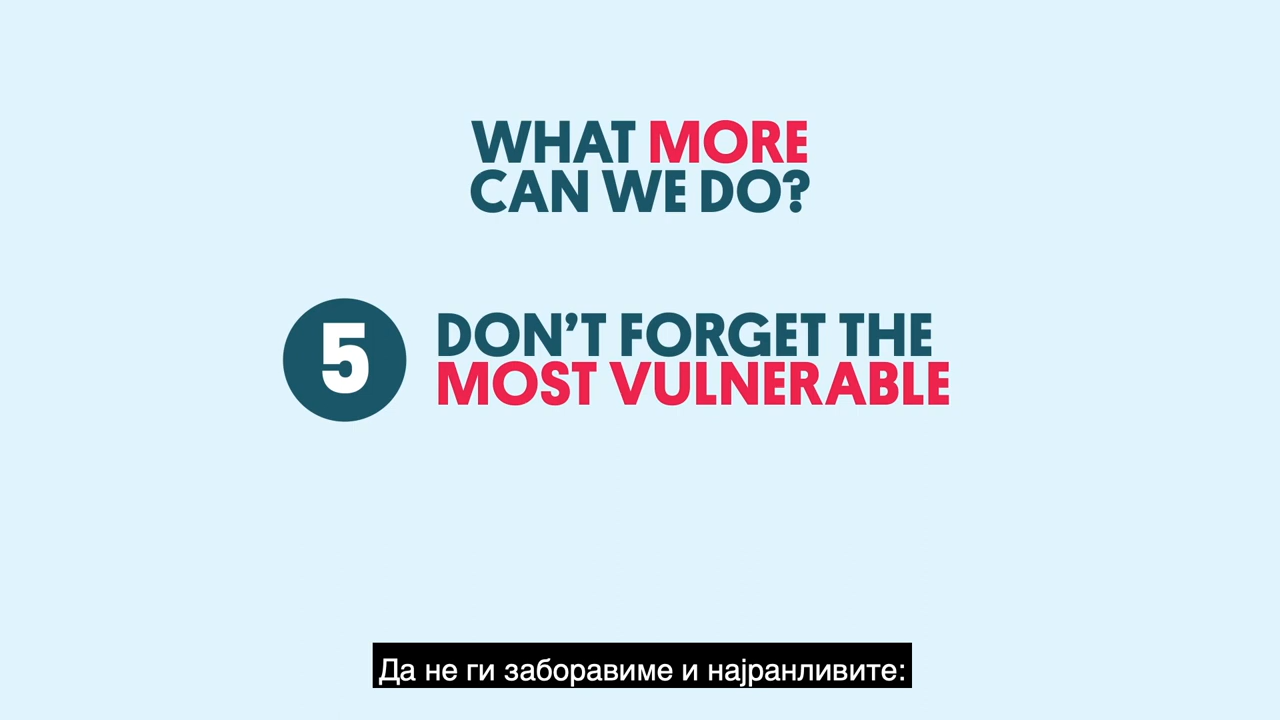 WHAT MORE
CAN WE DO?
5
DON’T FORGET THE
MOST VULNERABLE
Да не ги заборавиме и најранливите: